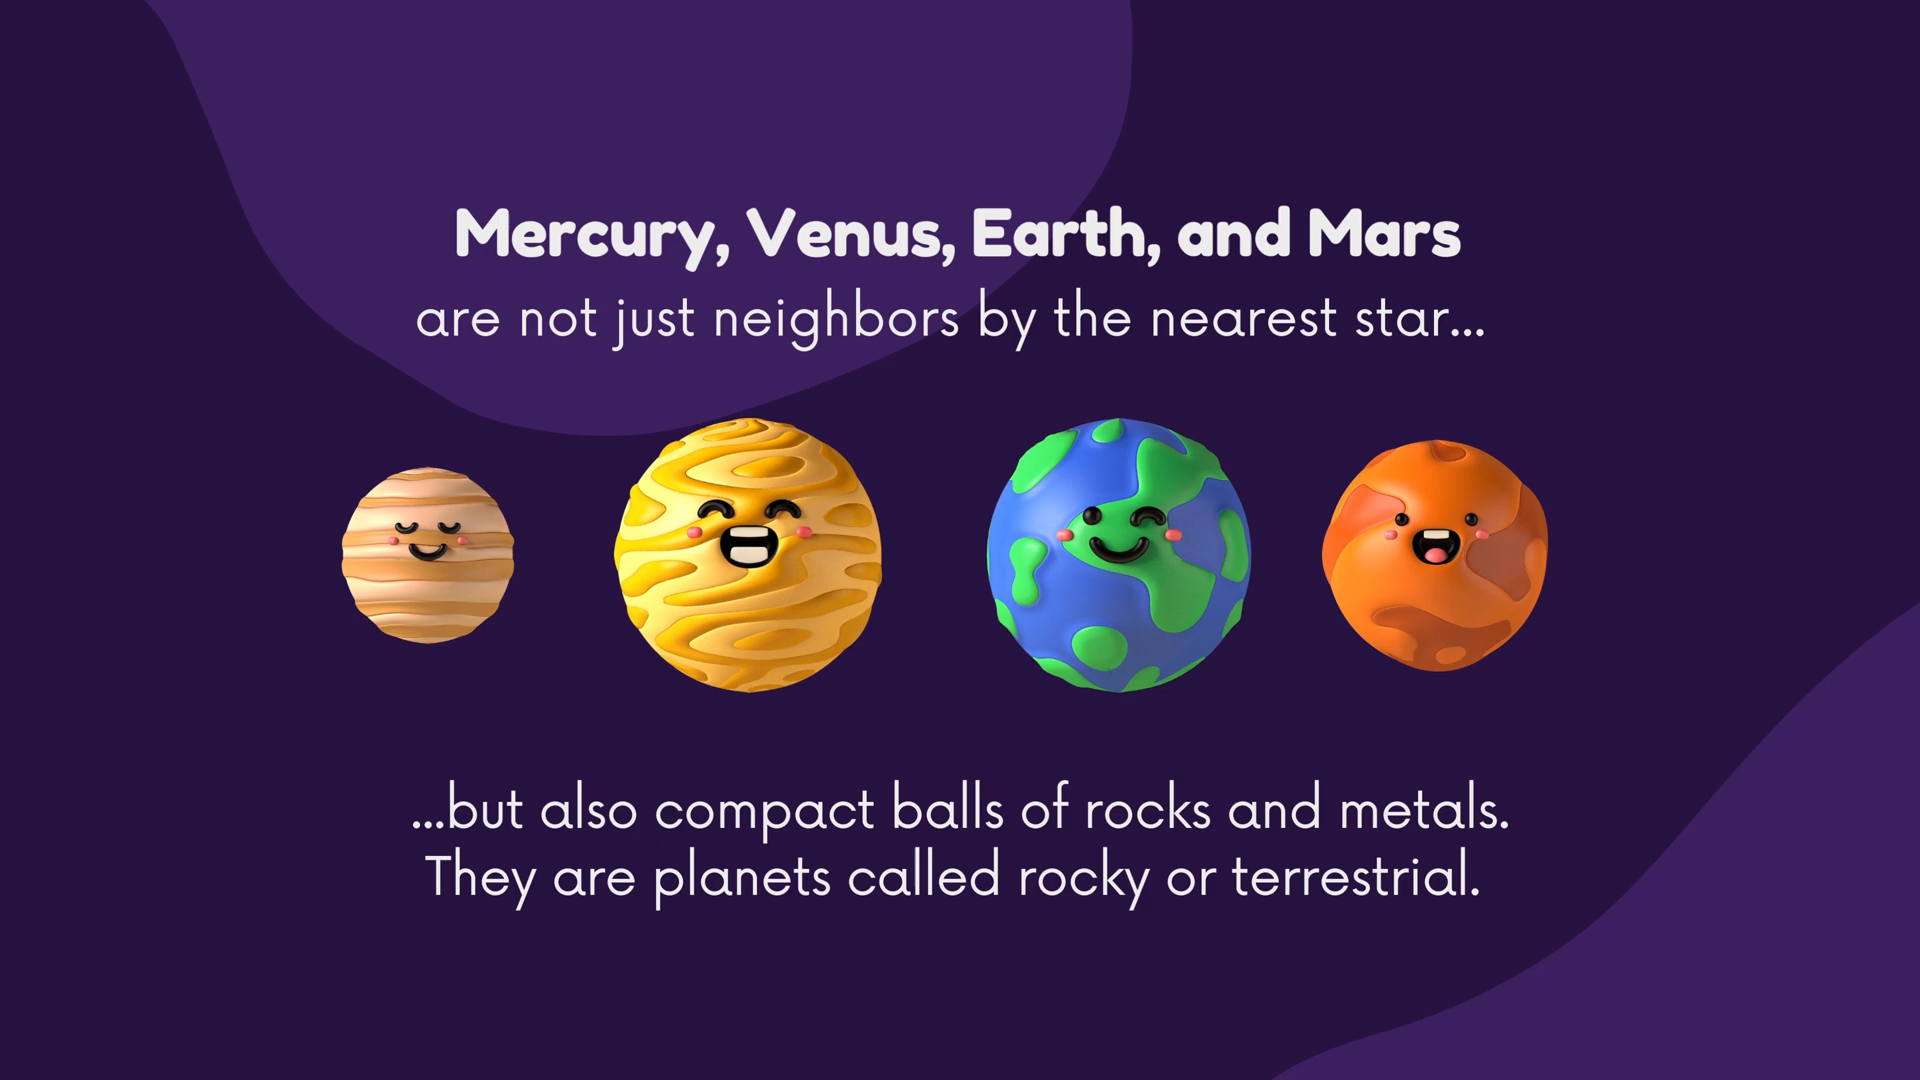 Mercury, Venus, Earth, and Mars
are not just neighbors by the nearest star...
...but also compact balls of rocks and metals.
They are planets called rocky or terrestrial.